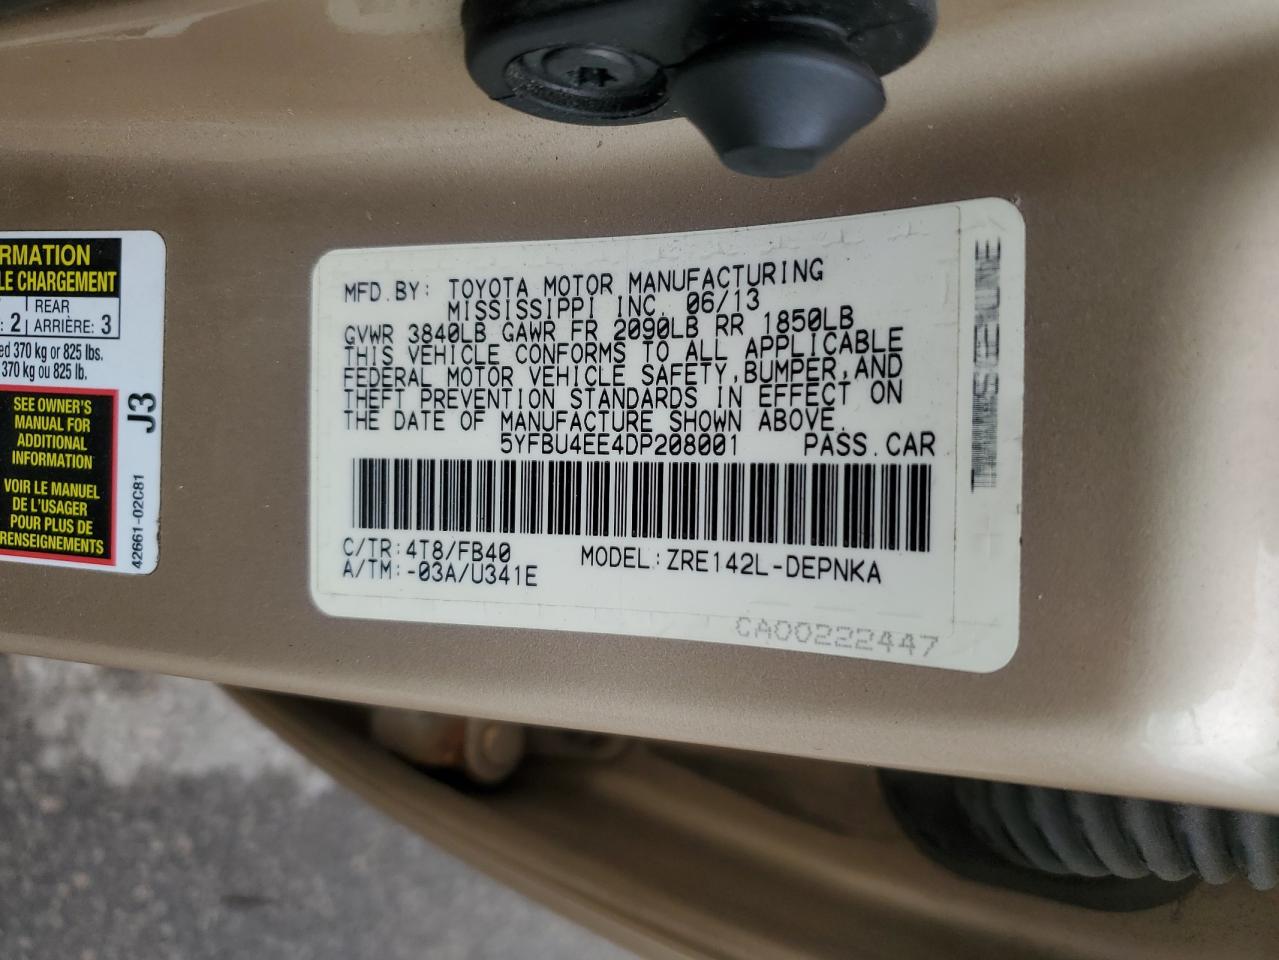 RMATION
LE CHARGEMENT
: 2 REAR
ARRIÈRE: 3
ed 370 kg or 825 lbs.
370 kg ou 825 lb.
SEE OWNER'S
MANUAL FOR
ADDITIONAL
INFORMATION
VOIR LE MANUEL
DE L'USAGER
POUR PLUS DE
RENSEIGNEMENTS
J3
42661-02C81
MFD.BY: TOYOTA MOTOR MANUFACTURING
MISSISSIPPI INC. 06/13
GVWR 3840LB GAWR FR 2090LB RR 1850LB
THIS VEHICLE CONFORMS TO ALL APPLICABLE
FEDERAL MOTOR VEHICLE SAFETY,BUMPER,AND
THEFT PREVENTION STANDARDS IN EFFECT ON
THE DATE OF MANUFACTURE SHOWN ABOVE.
5YFBU4EE4DP208001 PASS.CAR
C/TR:4T8/FB40 MODEL:ZRE142L-DEPNKA
A/TM:-03A/U341E
CA00222447